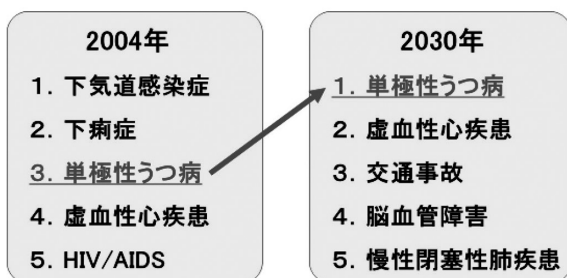 2004年
1. 下気道感染症
2. 下痢症
3. 単極性うつ病
4. 虚血性心疾患
5. HIV/AIDS
2030年
1. 単極性うつ病
2. 虚血性心疾患
3. 交通事故
4. 脳血管障害
5. 慢性閉塞性肺疾患